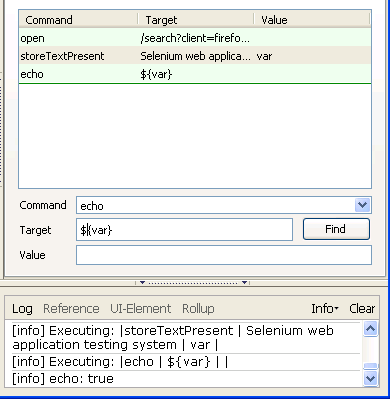 Command Target Value
open /search?client=firefo...
storeTextPresent Selenium web applica... var
echo ${var}
Command echo
Target ${var} Find
Value
Log Reference UI-Element Rollup Info Clear
[info] Executing: |storeTextPresent | Selenium web
application testing system | var |
[info] Executing: |echo | ${var} | |
[info] echo: true